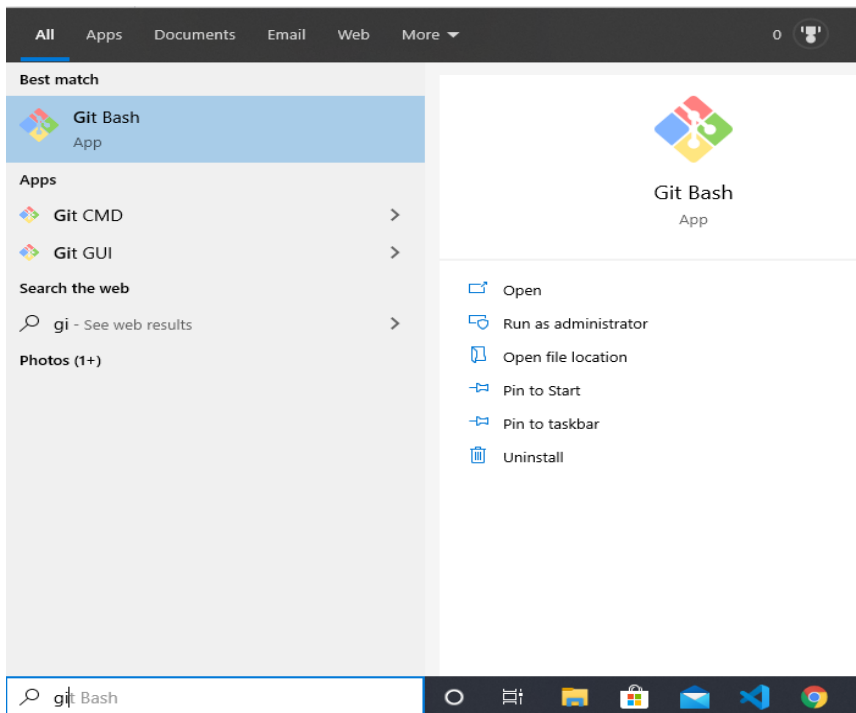 All Apps Documents Email Web More 0
Best match
Git Bash
App
Apps
Git CMD
Git GUI
Search the web
gi - See web results
Photos (1+)
Git Bash
App
Open
Run as administrator
Open file location
Pin to Start
Pin to taskbar
Uninstall
git Bash